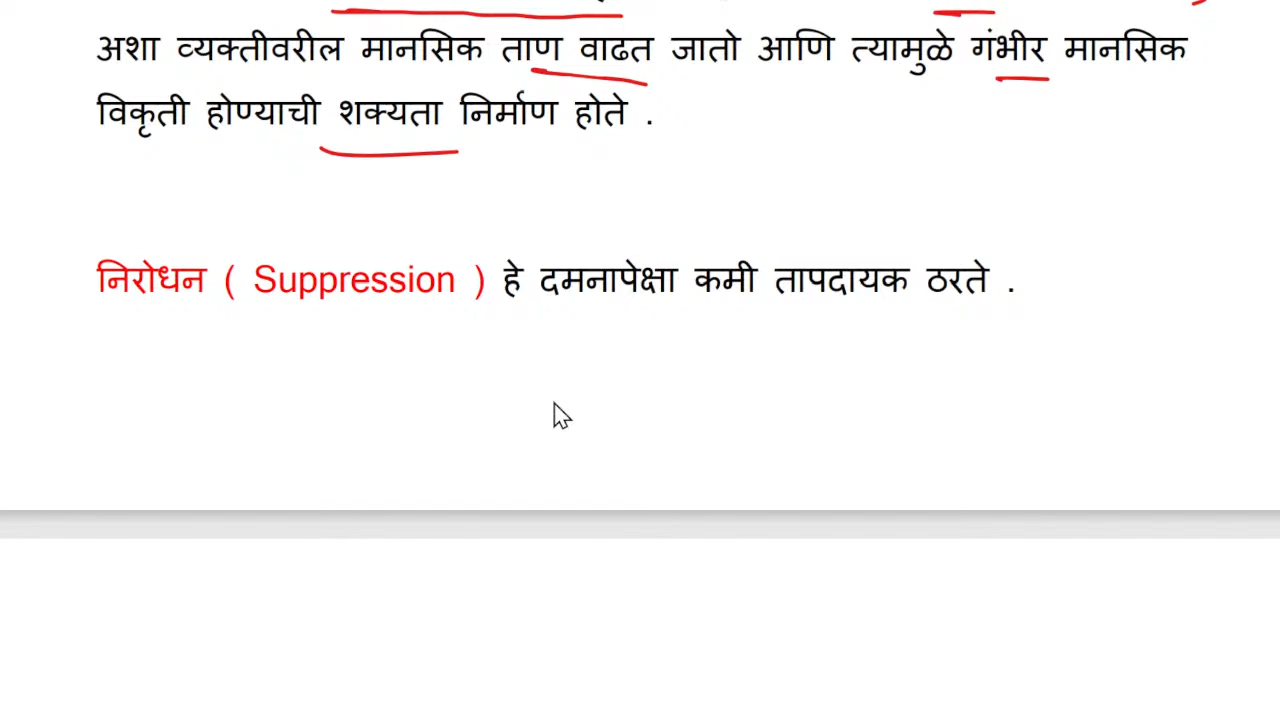 अशा व्यक्तीवरील मानसिक ताण वाढत जातो आणि त्यामुळे गंभीर मानसिक
विकृती होण्याची शक्यता निर्माण होते .
निरोधन ( Suppression ) हे दमनापेक्षा कमी तापदायक ठरते .